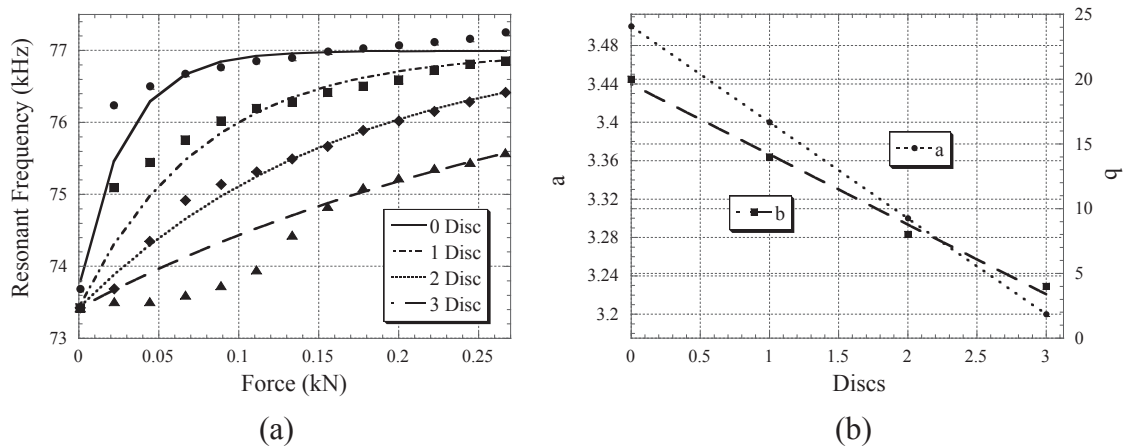 78
77
76
75
74
73
Resonant Frequency (kHz)
0 Disc
1 Disc
2 Disc
3 Disc
0 0.05 0.1 0.15 0.2 0.25
Force (kN)
(a)
3.48
3.44
3.4
3.36
3.32
3.28
3.24
3.2
a
a
b
25
20
15
10
5
0
b
0 0.5 1 1.5 2 2.5 3
Discs
(b)